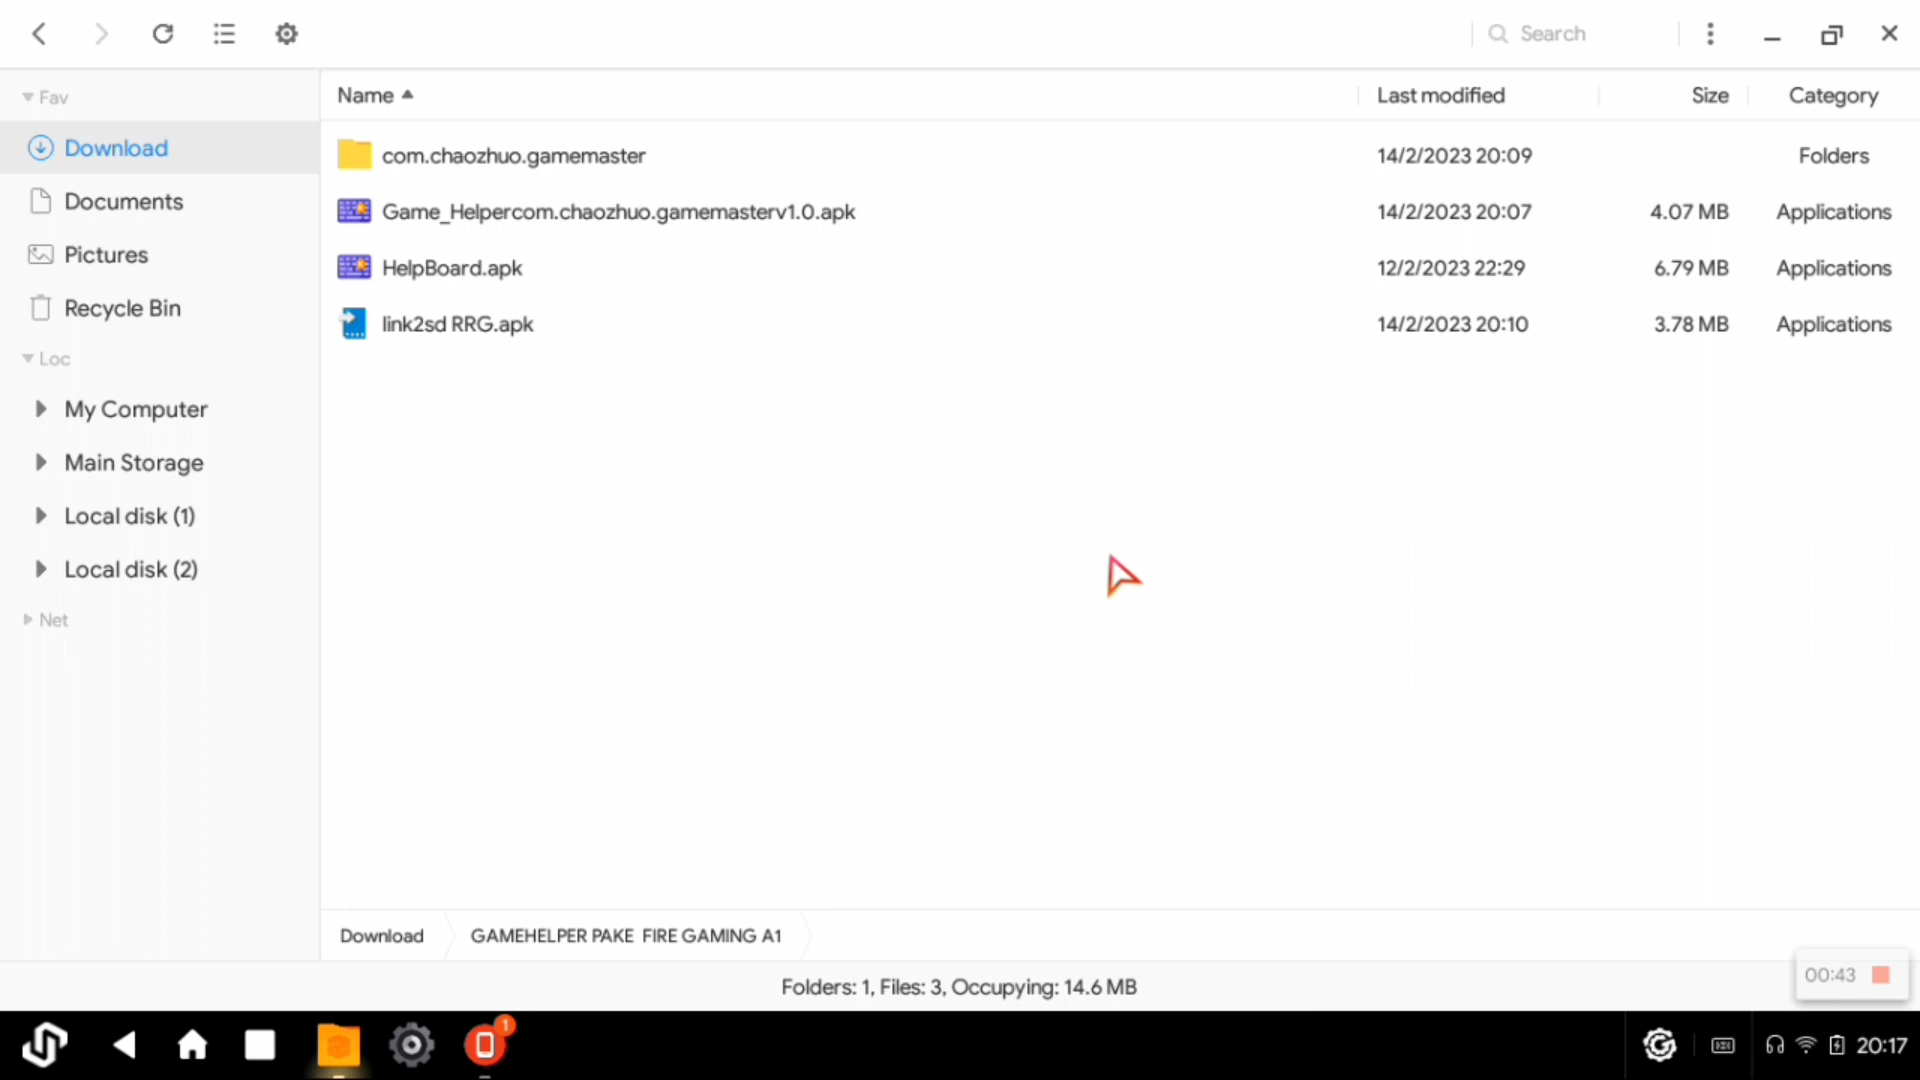 Search
Fav
Download
Documents
Pictures
Recycle Bin
Loc
My Computer
Main Storage
Local disk (1)
Local disk (2)
Net
Name Last modified Size Category
com.chaozhuo.gamemaster 14/2/2023 20:09 Folders
Game_Helpercom.chaozhuo.gamemasterv1.0.apk 14/2/2023 20:07 4.07 MB Applications
HelpBoard.apk 12/2/2023 22:29 6.79 MB Applications
link2sd RRG.apk 14/2/2023 20:10 3.78 MB Applications
Download GAMEHELPER PAKE FIRE GAMING A1
00:43
Folders: 1, Files: 3, Occupying: 14.6 MB
1
20:17